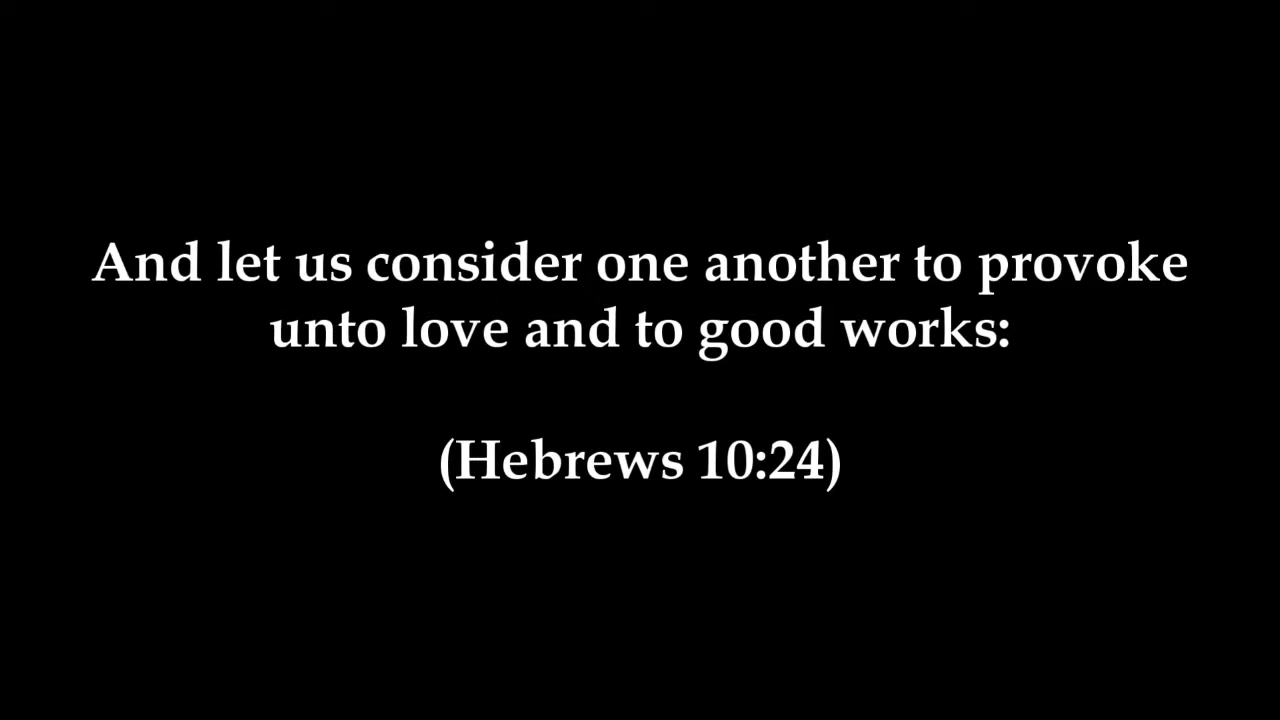 And let us consider one another to provoke
unto love and to good works:
(Hebrews 10:24)